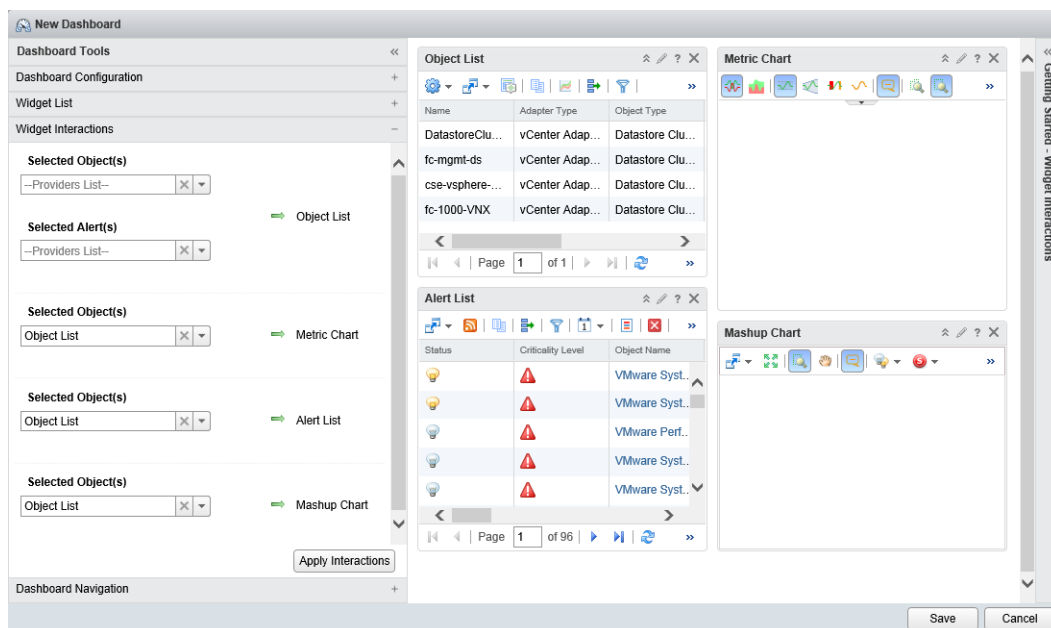 New Dashboard
Dashboard Tools
Dashboard Configuration
Widget List
Widget Interactions
Selected Object(s)
--Providers List--
Object List
Selected Alert(s)
--Providers List--
Selected Object(s)
Object List
Metric Chart
Selected Object(s)
Object List
Alert List
Selected Object(s)
Object List
Mashup Chart
Apply Interactions
Dashboard Navigation
Object List
Name Adapter Type Object Type
DatastoreClu... vCenter Adap... Datastore Clu...
fc-mgmt-ds vCenter Adap... Datastore Clu...
cse-vsphere-... vCenter Adap... Datastore Clu...
fc-1000-VNX vCenter Adap... Datastore Clu...
Page 1 of 1
Alert List
Status Criticality Level Object Name
VMware Syst..
VMware Syst..
VMware Perf..
VMware Syst..
VMware Syst..
Page 1 of 96
Metric Chart
Mashup Chart
Getting Started - Widget Interactions
Save Cancel